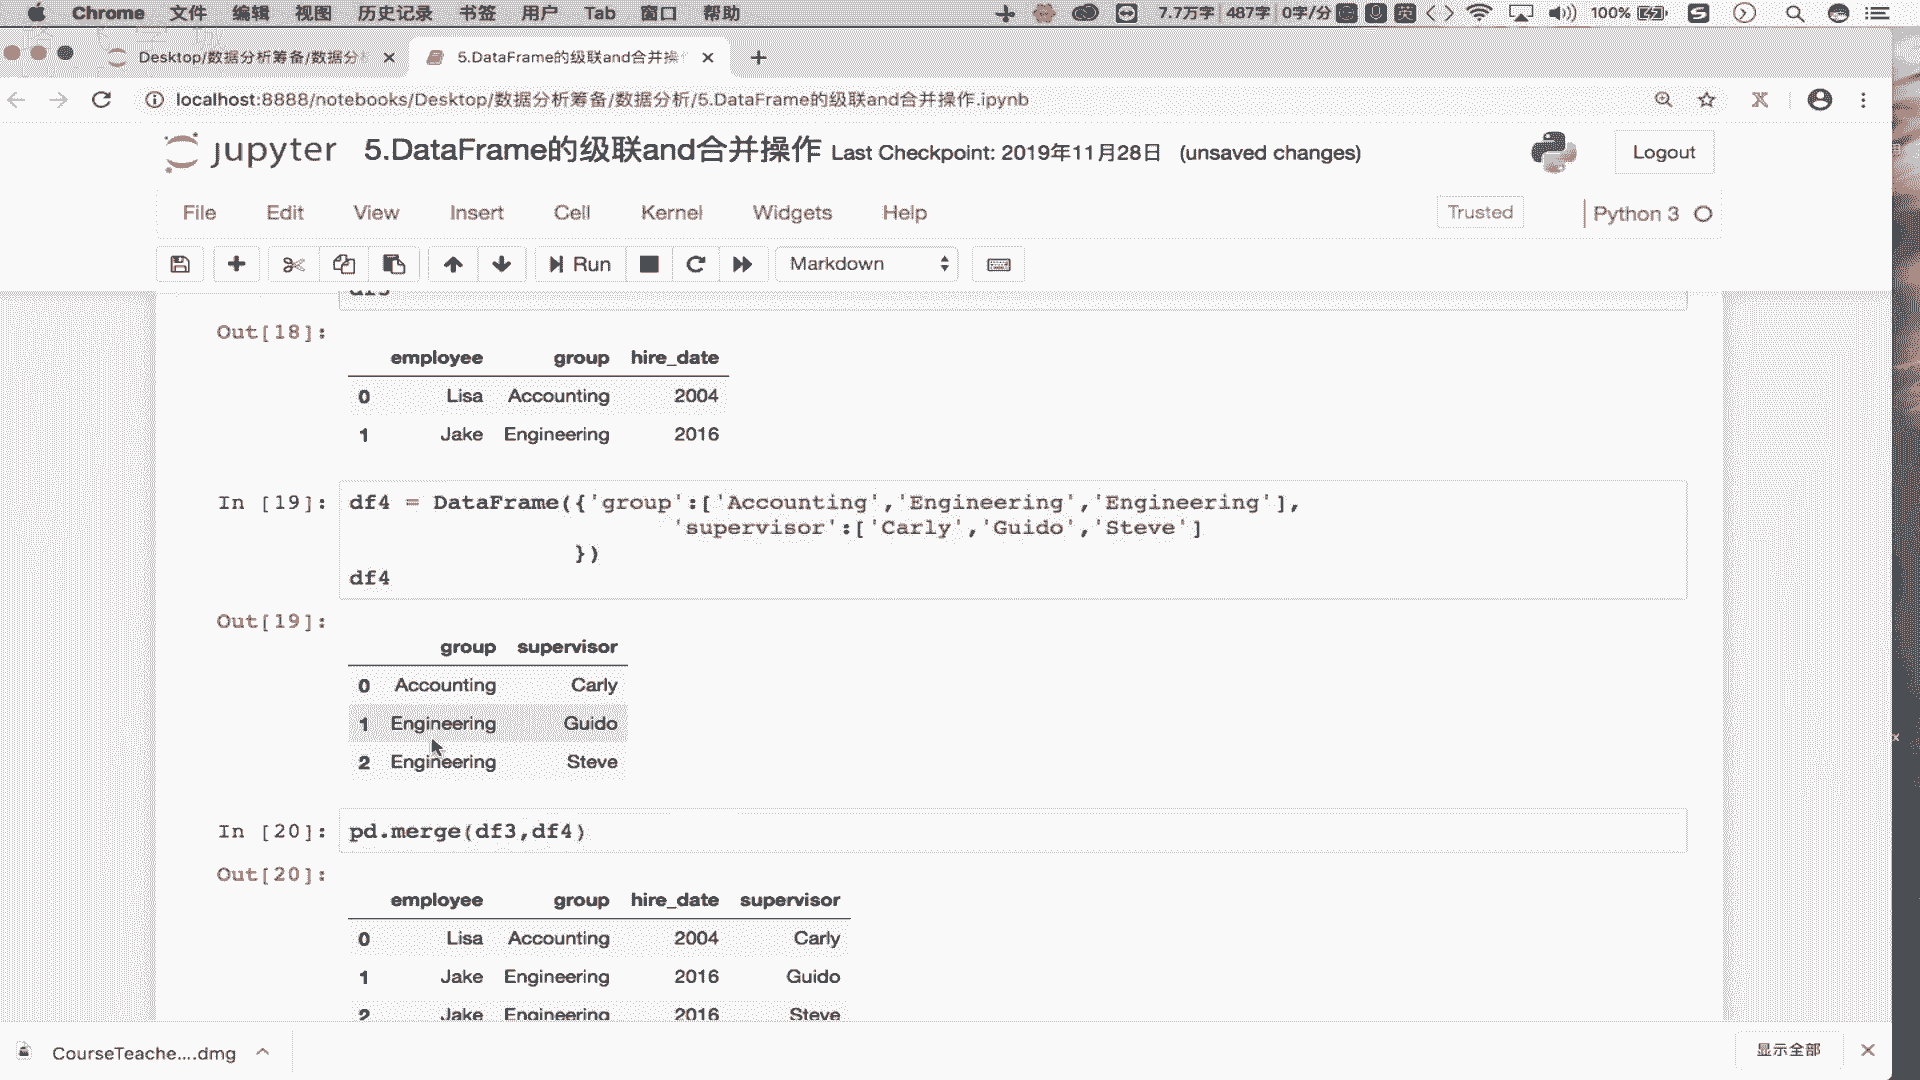 Chrome 文件 编辑 视图 历史记录 书签 用户 Tab 窗口 帮助 7.7万字 487字 0字/分 英 100%
Desktop/数据分析筹备/数据分 5.DataFrame的级联and合并操
localhost:8888/notebooks/Desktop/数据分析筹备/数据分析/5.DataFrame的级联and合并操作.ipynb
jupyter 5.DataFrame的级联and合并操作 Last Checkpoint: 2019年11月28日 (unsaved changes) Logout
File Edit View Insert Cell Kernel Widgets Help Trusted Python 3
Run Markdown
Out[18]:
employee group hire_date
0 Lisa Accounting 2004
1 Jake Engineering 2016
In [19]: df4 = DataFrame({'group':['Accounting','Engineering','Engineering'],
'supervisor':['Carly','Guido','Steve']
})
df4
Out[19]:
group supervisor
0 Accounting Carly
1 Engineering Guido
2 Engineering Steve
In [20]: pd.merge(df3,df4)
Out[20]:
employee group hire_date supervisor
0 Lisa Accounting 2004 Carly
1 Jake Engineering 2016 Guido
2 Jake Engineering 2016 Steve
CourseTeache....dmg 显示全部